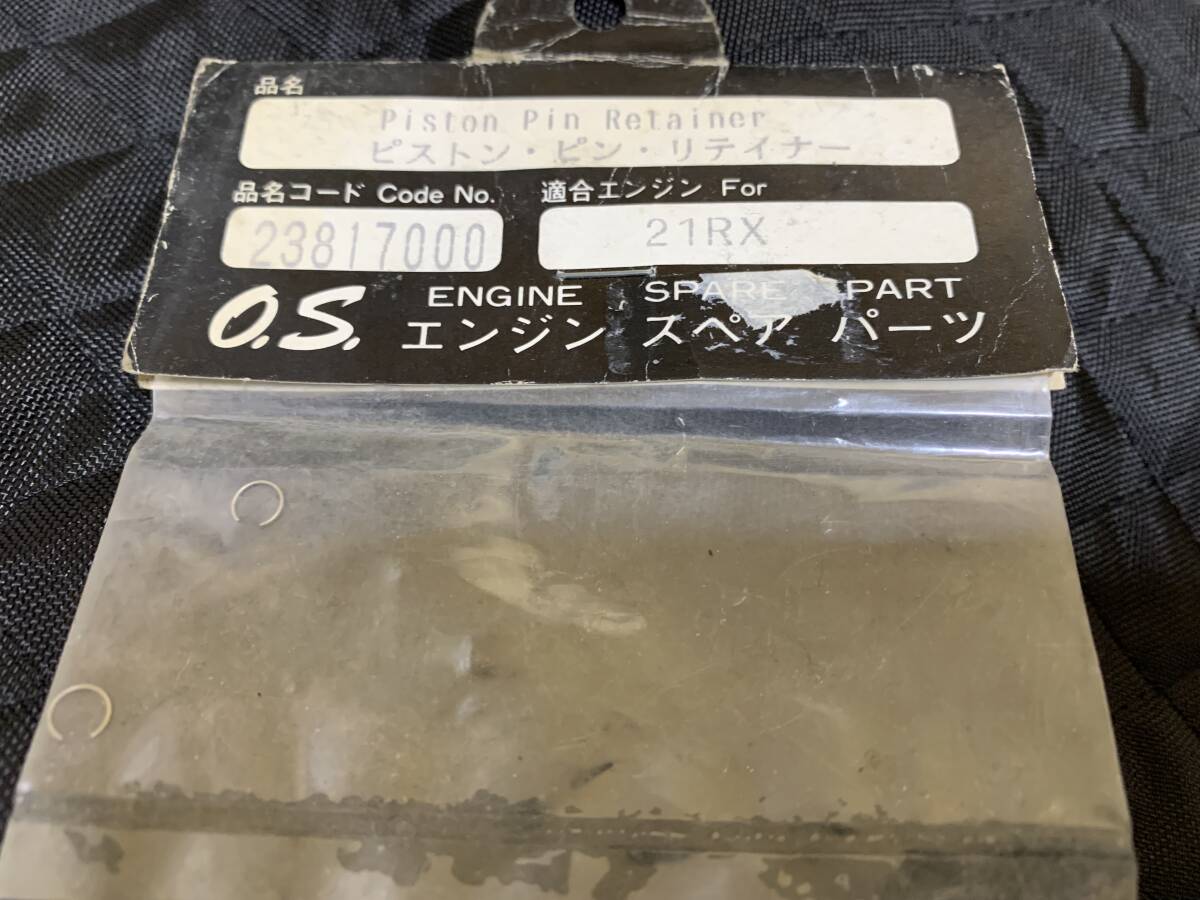 品名
Piston Pin Retainer
ピストン・ピン・リテイナー
品名コード Code No. 適合エンジン For
23817000 21RX
O.S. ENGINE SPARE PART
エンジン スペア パーツ